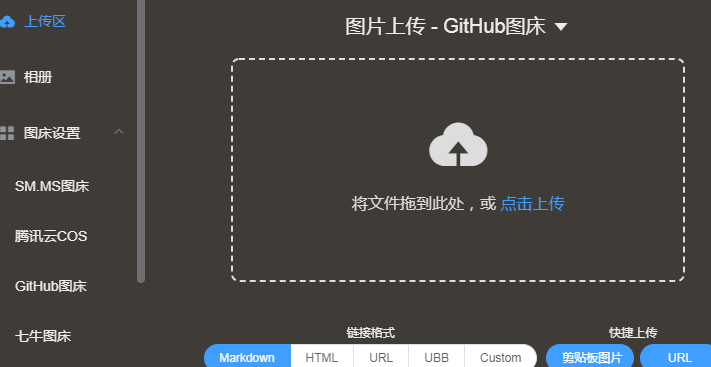 上传区
相册
图床设置
SM.MS图床
腾讯云COS
GitHub图床
七牛图床
图片上传 - GitHub图床
将文件拖到此处，或 点击上传
链接格式
Markdown HTML URL UBB Custom
快捷上传
剪贴板图片 URL